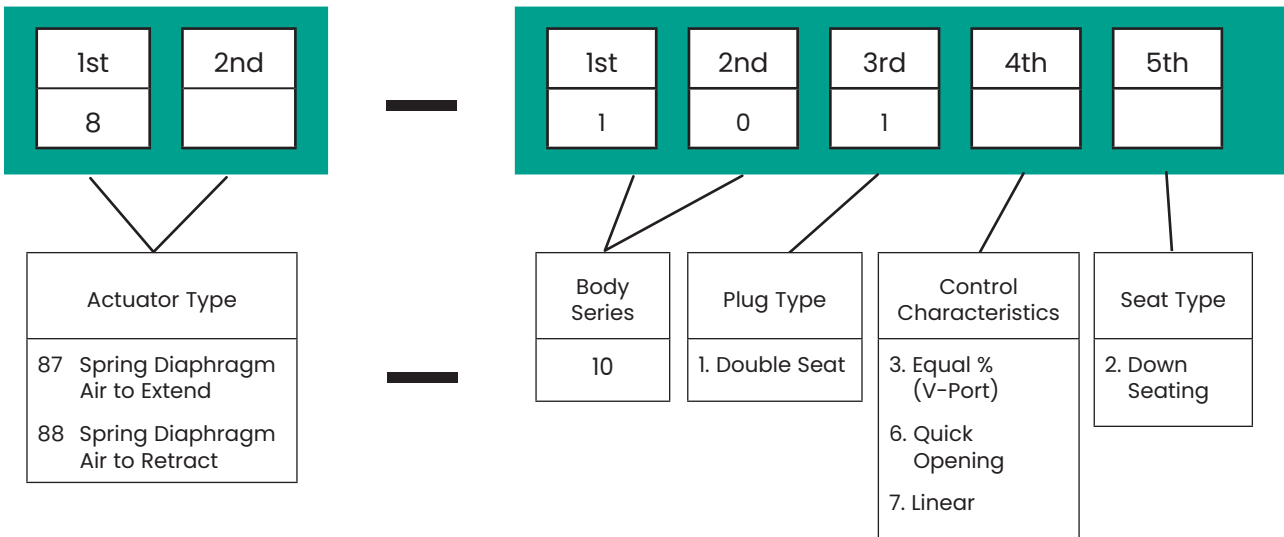 1st
2nd
8
1st
2nd
3rd
4th
5th
1
0
1
Actuator Type
87 Spring Diaphragm
Air to Extend
88 Spring Diaphragm
Air to Retract
Body
Series
10
Plug Type
1. Double Seat
Control
Characteristics
3. Equal %
(V-Port)
6. Quick
Opening
7. Linear
Seat Type
2. Down
Seating